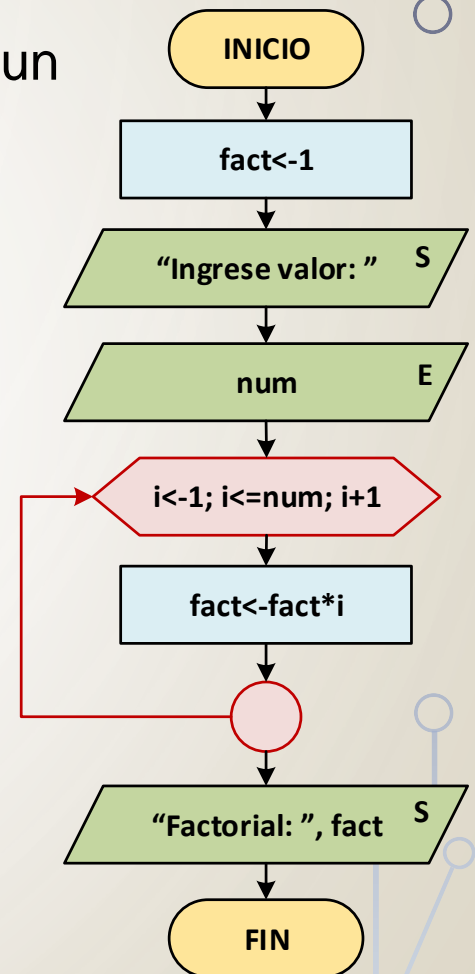 un
INICIO
fact<-1
“Ingrese valor: ” S
num E
i<-1; i<=num; i+1
fact<-fact*i
“Factorial: ”, fact S
FIN